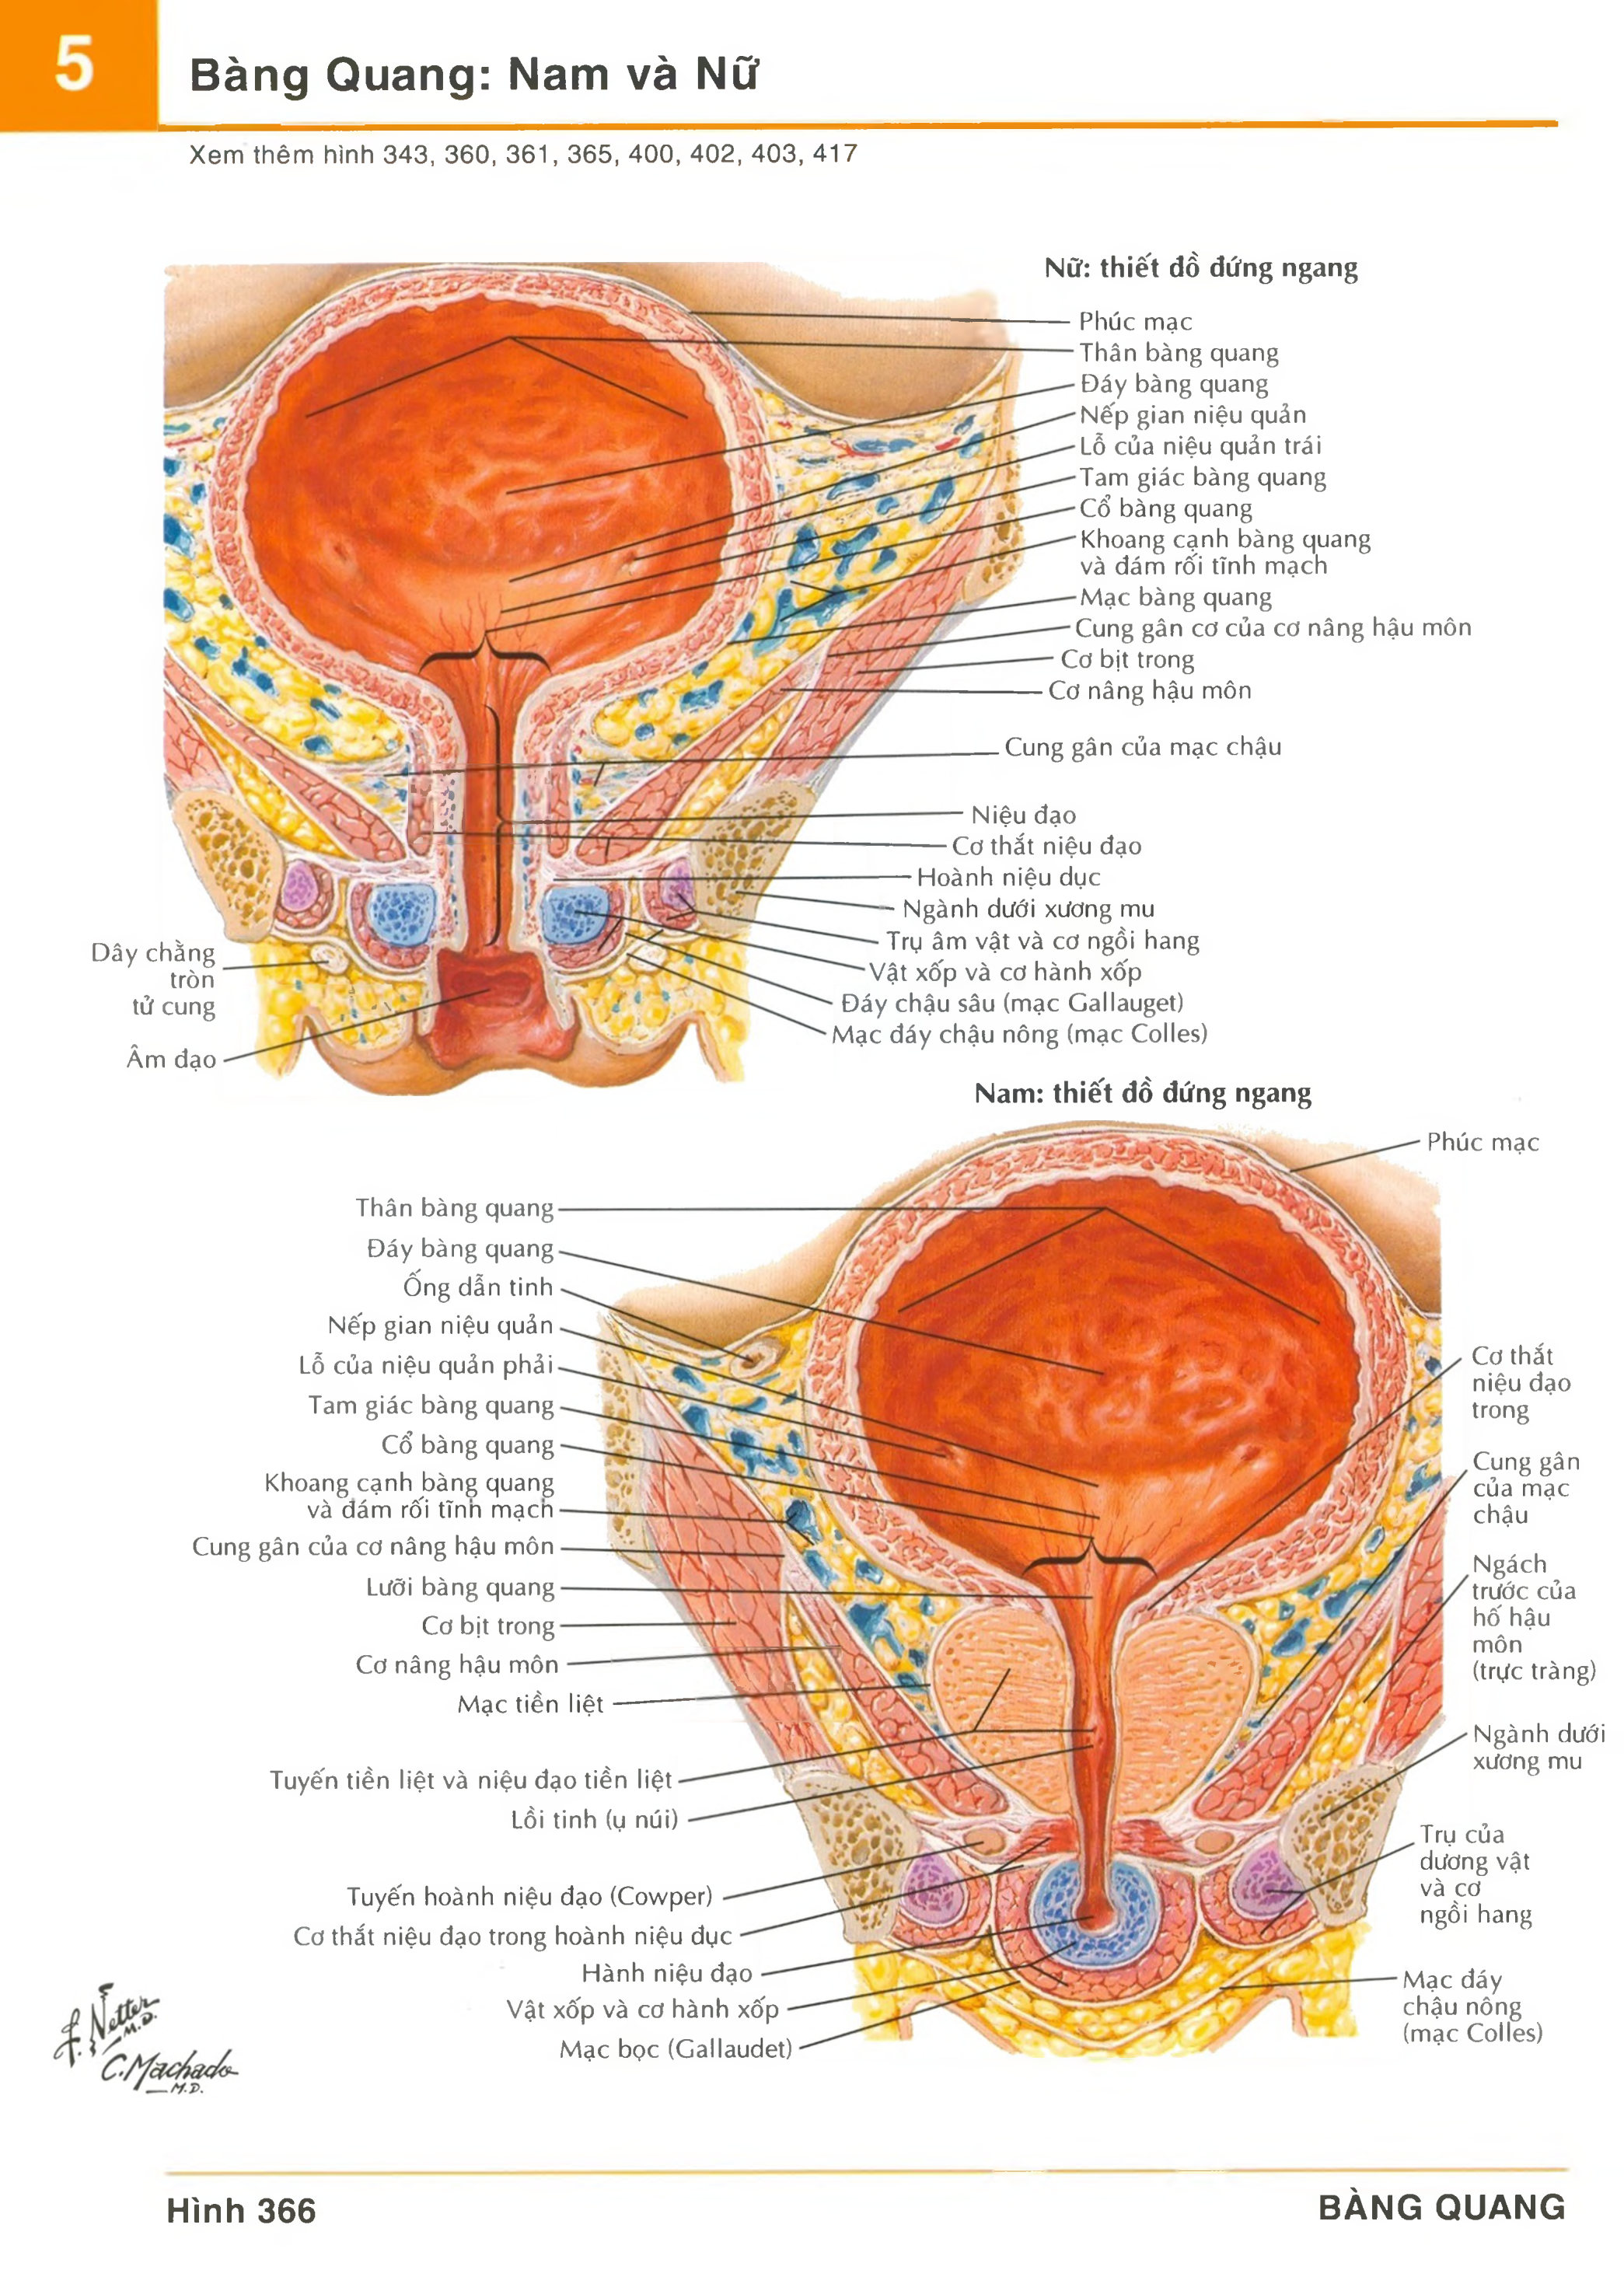 5
Bàng Quang: Nam và Nữ
Xem thêm hình 343, 360, 361, 365, 400, 402, 403, 417
Nữ: thiết đồ đứng ngang
Phúc mạc
Thân bàng quang
Đáy bàng quang
Nếp gian niệu quản
Lỗ của niệu quản trái
Tam giác bàng quang
Cổ bàng quang
Khoang cạnh bàng quang
và đám rối tĩnh mạch
Mạc bàng quang
Cung gân cơ của cơ nâng hậu môn
Cơ bịt trong
Cơ nâng hậu môn
Cung gân của mạc chậu
Niệu đạo
Cơ thắt niệu đạo
Hoành niệu dục
Ngành dưới xương mu
Trụ âm vật và cơ ngồi hang
Vật xốp và cơ hành xốp
Đáy chậu sâu (mạc Gallauget)
Mạc đáy chậu nông (mạc Colles)
Dây chằng
tròn
tử cung
Âm đạo
Nam: thiết đồ đứng ngang
Phúc mạc
Thân bàng quang
Đáy bàng quang
Ống dẫn tinh
Nếp gian niệu quản
Lỗ của niệu quản phải
Tam giác bàng quang
Cổ bàng quang
Khoang cạnh bàng quang
và đám rối tĩnh mạch
Cung gân của cơ nâng hậu môn
Lưỡi bàng quang
Cơ bịt trong
Cơ nâng hậu môn
Mạc tiền liệt
Tuyến tiền liệt và niệu đạo tiền liệt
Lồi tinh (ụ núi)
Tuyến hoành niệu đạo (Cowper)
Cơ thắt niệu đạo trong hoành niệu dục
Hành niệu đạo
Vật xốp và cơ hành xốp
Mạc bọc (Gallaudet)
Cơ thắt
niệu đạo
trong
Cung gân
của mạc
chậu
Ngách
trước của
hố hậu
môn
(trực tràng)
Ngành dưới
xương mu
Trụ của
dương vật
và cơ
ngồi hang
Mạc đáy
chậu nông
(mạc Colles)
F. Netter
M.D.
C. Machado
M.D.
Hình 366
BÀNG QUANG